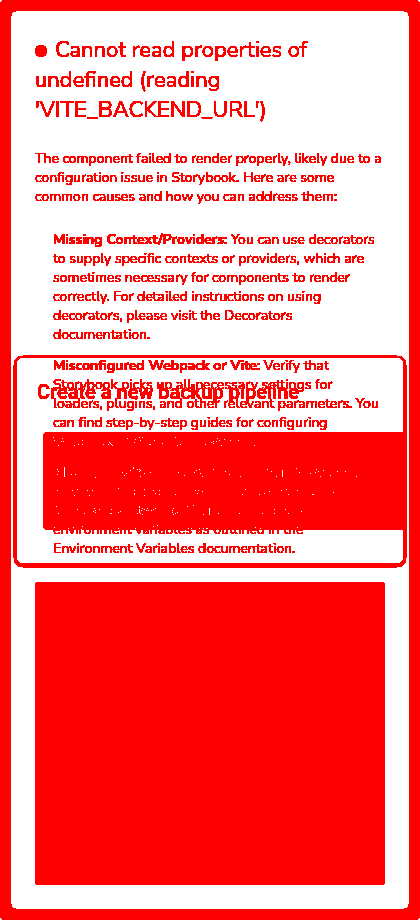 Cannot read properties of
undefined (reading
'VITE_BACKEND_URL')
The component failed to render properly, likely due to a
configuration issue in Storybook. Here are some
common causes and how you can address them:
Missing Context/Providers: You can use decorators
to supply specific contexts or providers, which are
sometimes necessary for components to render
correctly. For detailed instructions on using
decorators, please visit the Decorators
documentation.
Misconfigured Webpack or Vite: Verify that
Storybook picks up all necessary settings for
Create a new backup pipeline
loaders, plugins, and other relevant parameters. You
can find step-by-step guides for configuring
environment variables as outlined in the
Environment Variables documentation.